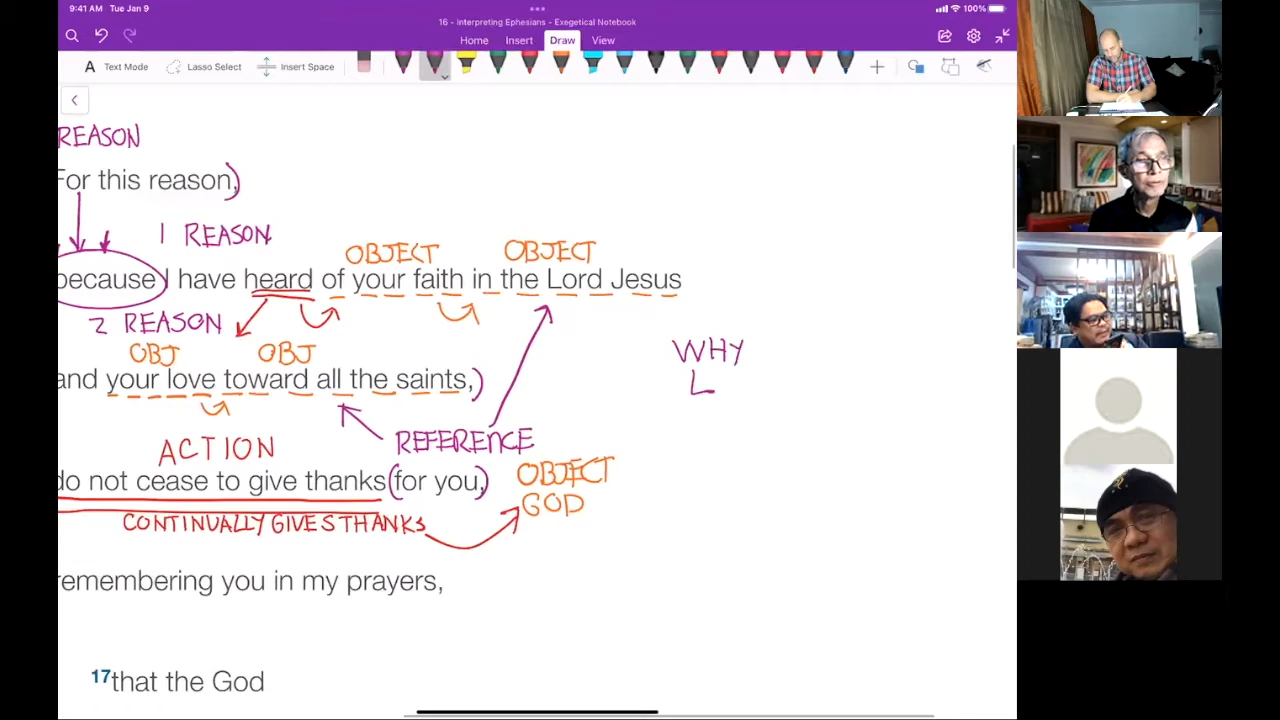 9:41 AM Tue Jan 9
100%
16 - Interpreting Ephesians - Exegetical Notebook
Home Insert Draw View
A Text Mode Lasso Select Insert Space
REASON
For this reason,)
1 REASON
OBJECT OBJECT
because I have heard of your faith in the Lord Jesus
2 REASON
WHY
OBJ OBJ
and your love toward all the saints,)
L
ACTION
REFERENCE
do not cease to give thanks (for you,)
OBJECT
GOD
CONTINUALLY GIVES THANKS
remembering you in my prayers,
17 that the God